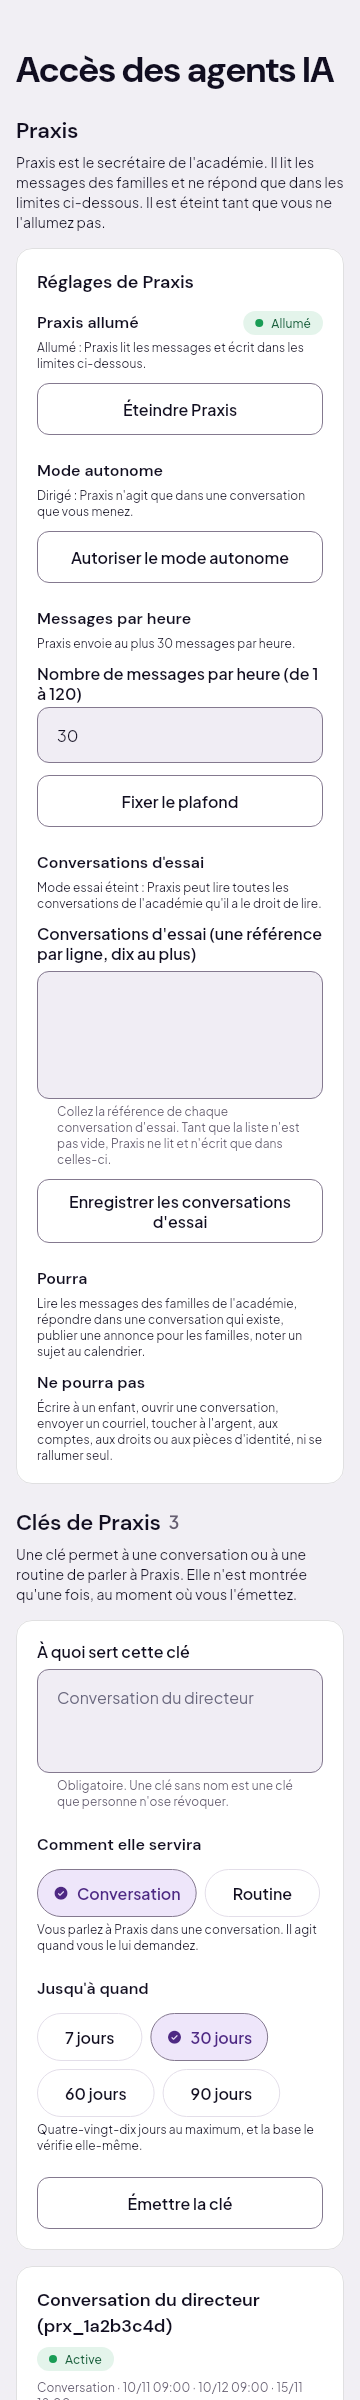 Accès des agents IA
Praxis
Praxis est le secrétaire de l'académie. Il lit les
messages des familles et ne répond que dans les
limites ci-dessous. Il est éteint tant que vous ne
l'allumez pas.
Réglages de Praxis
Praxis allumé
Allumé
Allumé : Praxis lit les messages et écrit dans les
limites ci-dessous.
Éteindre Praxis
Mode autonome
Dirigé : Praxis n'agit que dans une conversation
que vous menez.
Autoriser le mode autonome
Messages par heure
Praxis envoie au plus 30 messages par heure.
Nombre de messages par heure (de 1
à 120)
30
Fixer le plafond
Conversations d'essai
Mode essai éteint : Praxis peut lire toutes les
conversations de l'académie qu'il a le droit de lire.
Conversations d'essai (une référence
par ligne, dix au plus)
Collez la référence de chaque
conversation d'essai. Tant que la liste n'est
pas vide, Praxis ne lit et n'écrit que dans
celles-ci.
Enregistrer les conversations
d'essai
Pourra
Lire les messages des familles de l'académie,
répondre dans une conversation qui existe,
publier une annonce pour les familles, noter un
sujet au calendrier.
Ne pourra pas
Écrire à un enfant, ouvrir une conversation,
envoyer un courriel, toucher à l'argent, aux
comptes, aux droits ou aux pièces d'identité, ni se
rallumer seul.
Clés de Praxis 3
Une clé permet à une conversation ou à une
routine de parler à Praxis. Elle n'est montrée
qu'une fois, au moment où vous l'émettez.
À quoi sert cette clé
Conversation du directeur
Obligatoire. Une clé sans nom est une clé
que personne n'ose révoquer.
Comment elle servira
Conversation
Routine
Vous parlez à Praxis dans une conversation. Il agit
quand vous le lui demandez.
Jusqu'à quand
7 jours
30 jours
60 jours
90 jours
Quatre-vingt-dix jours au maximum, et la base le
vérifie elle-même.
Émettre la clé
Conversation du directeur
(prx_1a2b3c4d)
Active
Conversation · 10/11 09:00 · 10/12 09:00 · 15/11